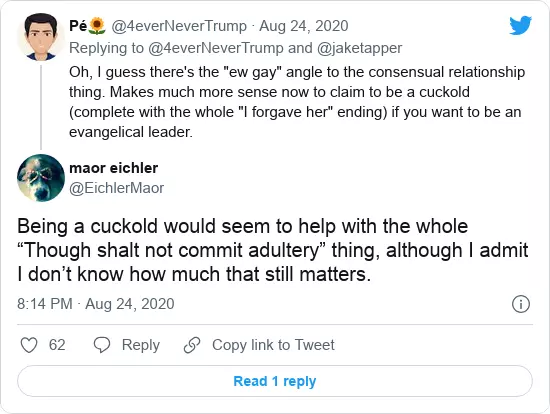 Pé🌻 @4everNeverTrump · Aug 24, 2020
Replying to @4everNeverTrump and @jaketapper
Oh, I guess there's the "ew gay" angle to the consensual relationship
thing. Makes much more sense now to claim to be a cuckold
(complete with the whole "I forgave her" ending) if you want to be an
evangelical leader.
maor eichler
@EichlerMaor
Being a cuckold would seem to help with the whole
“Though shalt not commit adultery” thing, although I admit
I don’t know how much that still matters.
8:14 PM · Aug 24, 2020
62 Reply Copy link to Tweet
Read 1 reply